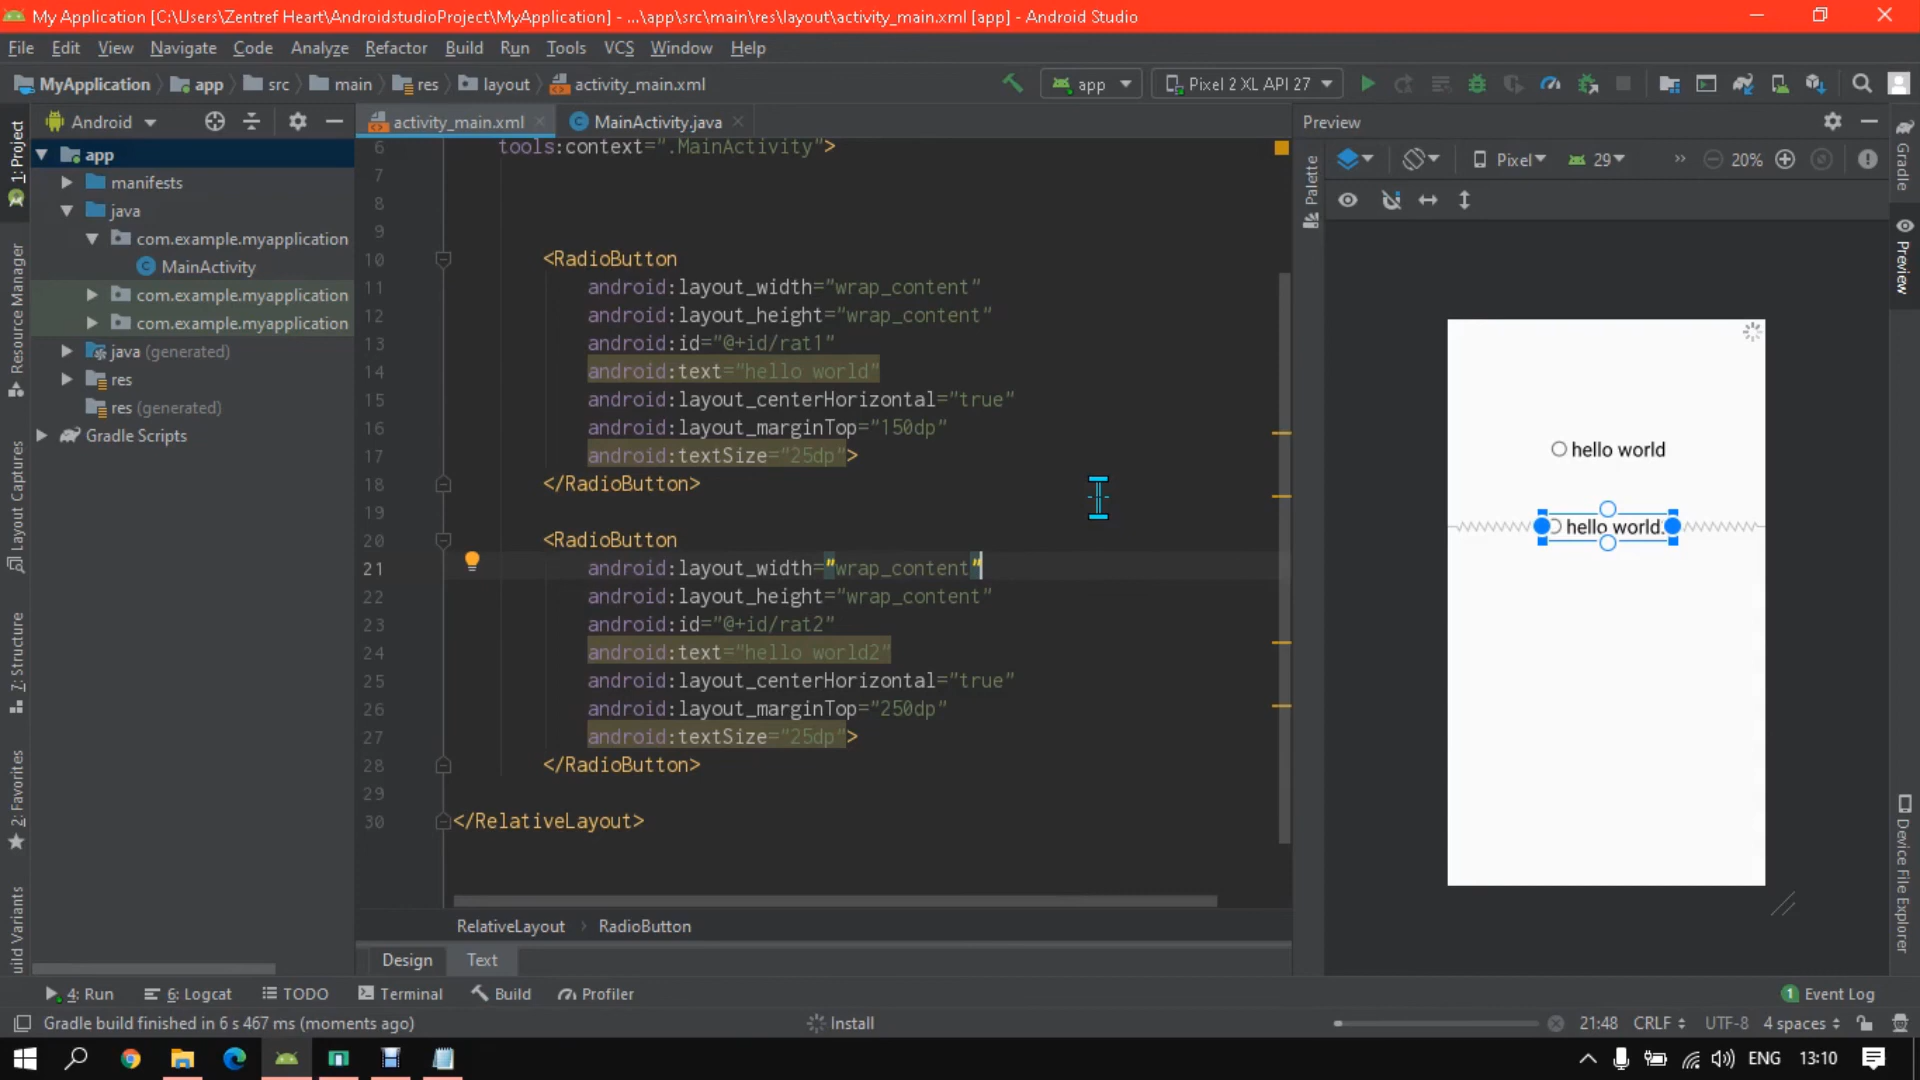 My Application [C:\Users\Zentref Heart\AndroidstudioProject\MyApplication] - ...\app\src\main\res\layout\activity_main.xml [app] - Android Studio
File Edit View Navigate Code Analyze Refactor Build Run Tools VCS Window Help
MyApplication app src main res layout activity_main.xml app Pixel 2 XL API 27
Android activity_main.xml MainActivity.java Preview
app
manifests
java
com.example.myapplication
MainActivity
com.example.myapplication
com.example.myapplication
java (generated)
res
res (generated)
Gradle Scripts
1: Project
Resource Manager
Layout Captures
7: Structure
2: Favorites
uild Variants
6 tools:context=".MainActivity">
7
8
9
10 <RadioButton
11 android:layout_width="wrap_content"
12 android:layout_height="wrap_content"
13 android:id="@+id/rat1"
14 android:text="hello world"
15 android:layout_centerHorizontal="true"
16 android:layout_marginTop="150dp"
17 android:textSize="25dp">
18 </RadioButton>
19
20 <RadioButton
21 android:layout_width="wrap_content"
22 android:layout_height="wrap_content"
23 android:id="@+id/rat2"
24 android:text="hello world2"
25 android:layout_centerHorizontal="true"
26 android:layout_marginTop="250dp"
27 android:textSize="25dp">
28 </RadioButton>
29
30 </RelativeLayout>
RelativeLayout › RadioButton
Design Text
Palette
Pixel 29 » 20%
hello world
hello world
Gradle
Preview
Device File Explorer
4: Run 6: Logcat TODO Terminal Build Profiler 1 Event Log
Gradle build finished in 6 s 467 ms (moments ago) Install 21:48 CRLF UTF-8 4 spaces
ENG 13:10